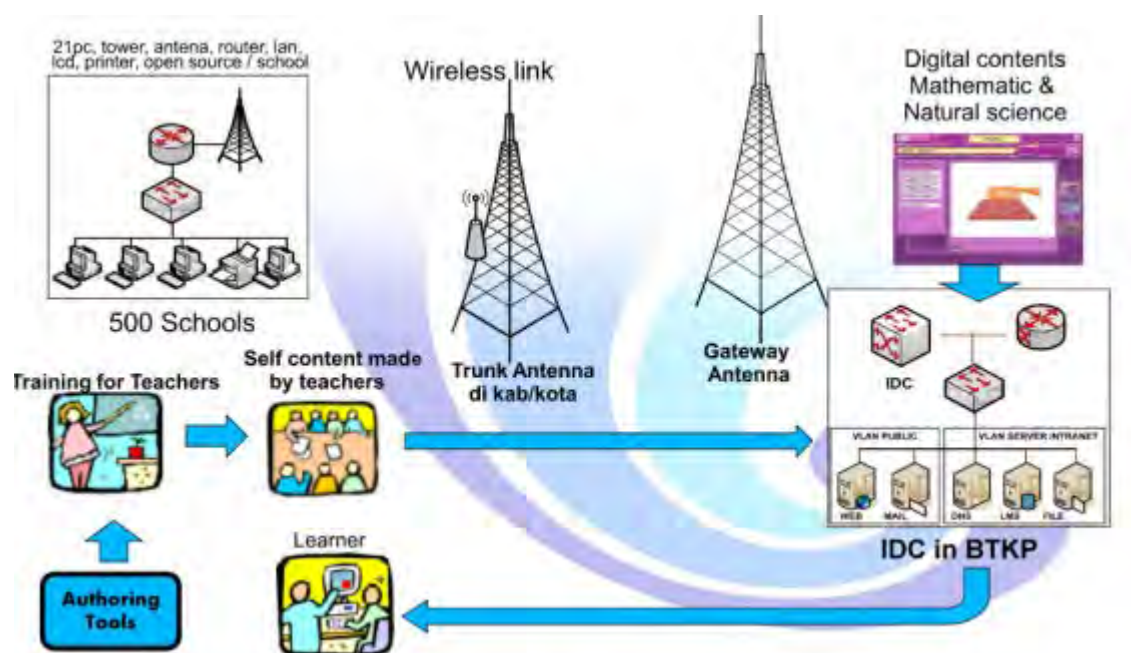 21pc, tower, antena, router, lan,
lcd, printer, open source / school
500 Schools
Wireless link
Trunk Antenna
di kab/kota
Gateway
Antenna
Digital contents
Mathematic &
Natural science
IDC
VLAN PUBLIC
VLAN SERVER INTRANET
WEB
MAIL
DNS
LMS
FILE
IDC in BTKP
Training for Teachers
Self content made
by teachers
Learner
Authoring
Tools